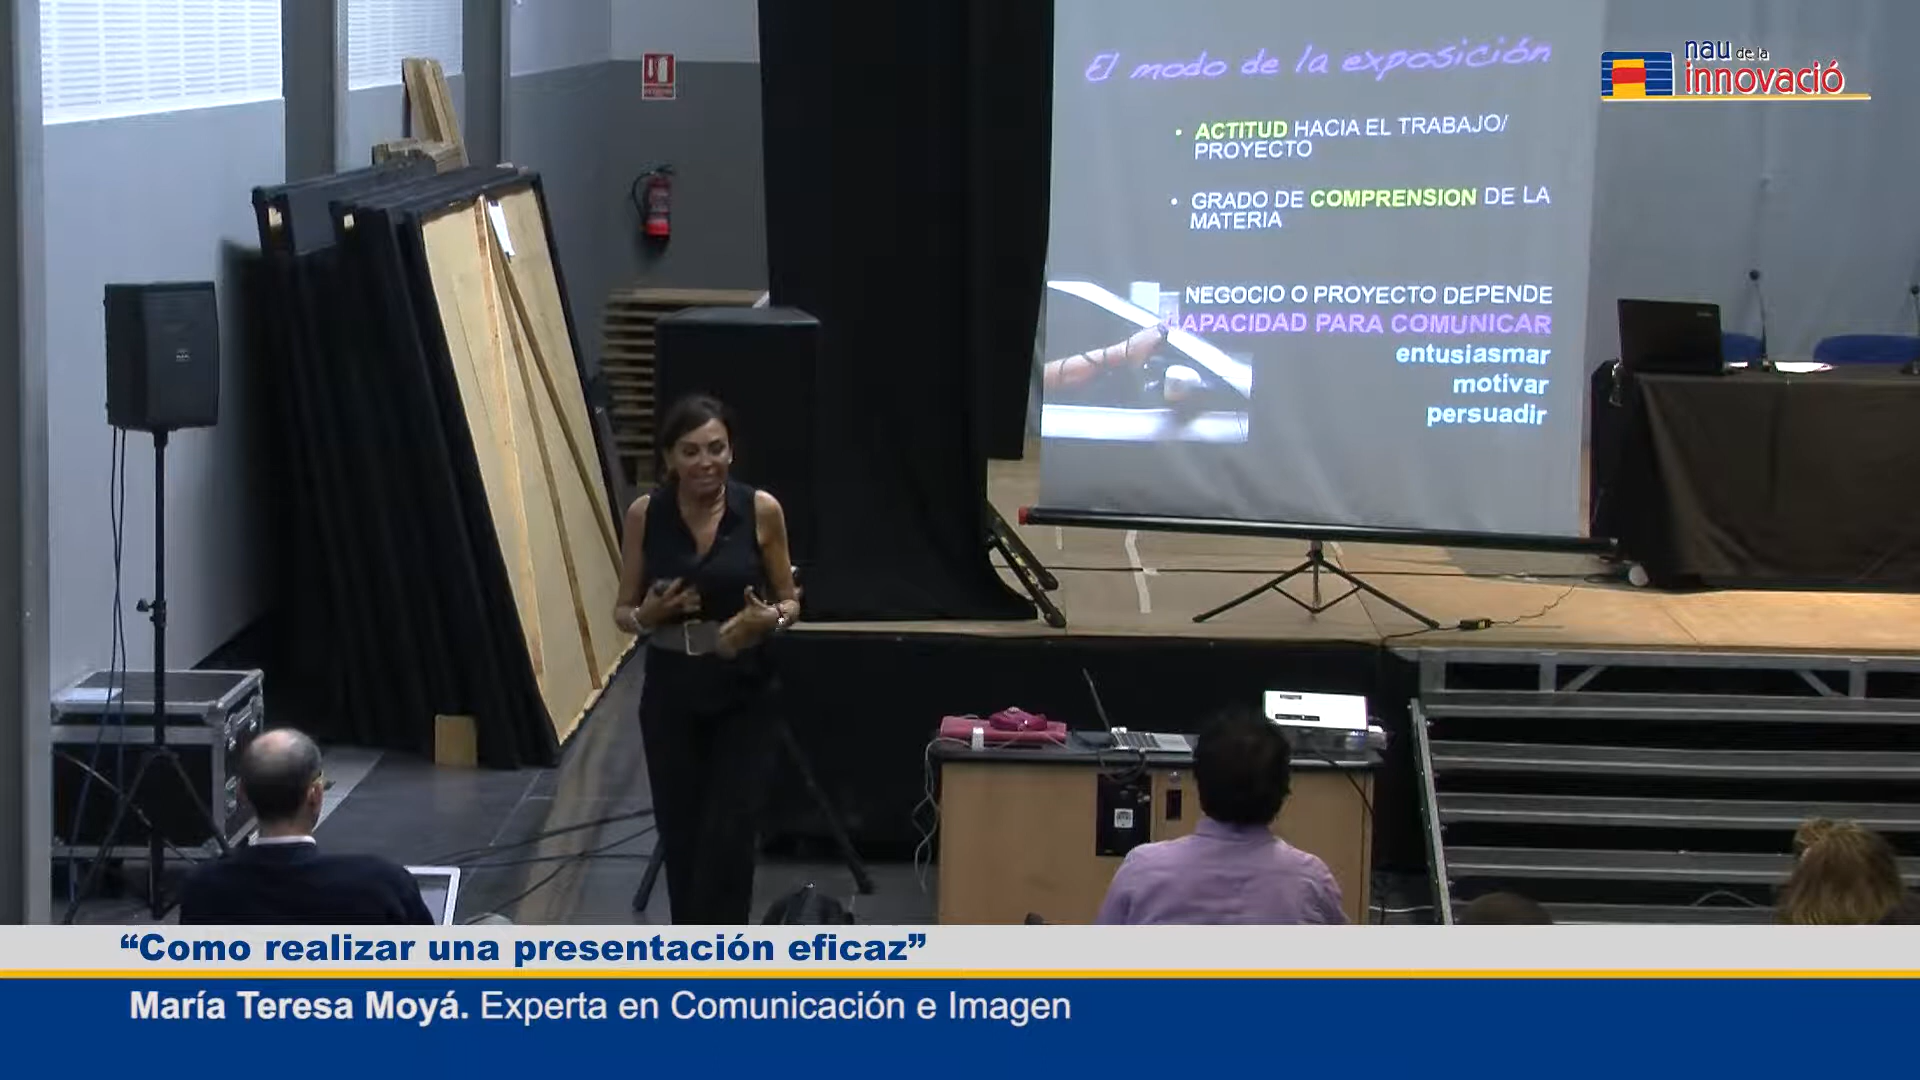 El modo de la exposición
• ACTITUD HACIA EL TRABAJO/
PROYECTO
• GRADO DE COMPRENSION DE LA
MATERIA
NEGOCIO O PROYECTO DEPENDE
CAPACIDAD PARA COMUNICAR
entusiasmar
motivar
persuadir
nau de la
innovació
“Como realizar una presentación eficaz”
María Teresa Moyá. Experta en Comunicación e Imagen